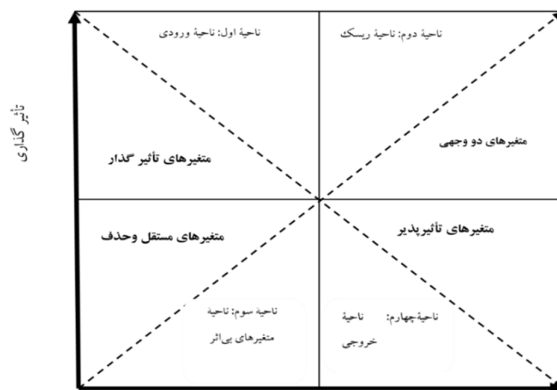 ناحیه اول: ناحیه ورودی
ناحیه دوم: ناحیه ریسک
تأثیر گذاری
متغیرهای دو وجهی
متغیرهای تأثیر گذار
متغیرهای تأثیرپذیر
متغیرهای مستقل وحذف
ناحیه سوم: ناحیه
متغیرهای بی‌اثر
ناحیه‌چهارم: ناحیه
خروجی